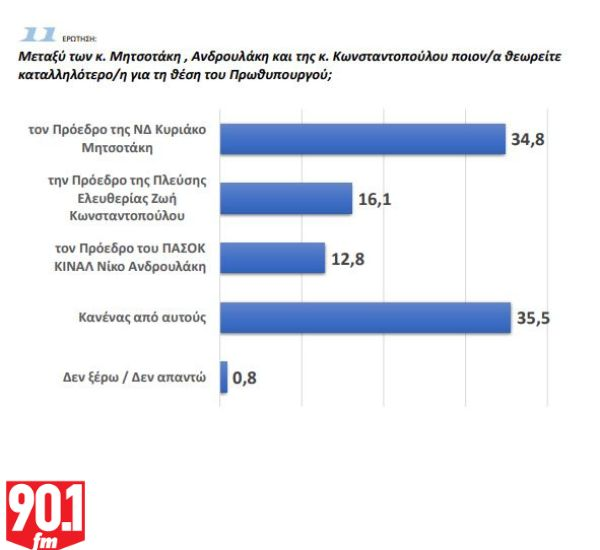 11 ΕΡΩΤΗΣΗ:
Μεταξύ των κ. Μητσοτάκη , Ανδρουλάκη και της κ. Κωνσταντοπούλου ποιον/α θεωρείτε
καταλληλότερο/η για τη θέση του Πρωθυπουργού;
τον Πρόεδρο της ΝΔ Κυριάκο
Μητσοτάκη
34,8
την Πρόεδρο της Πλεύσης
Ελευθερίας Ζωή
Κωνσταντοπούλου
16,1
τον Πρόεδρο του ΠΑΣΟΚ
ΚΙΝΑΛ Νίκο Ανδρουλάκη
12,8
Κανένας από αυτούς
35,5
Δεν ξέρω / Δεν απαντώ
0,8
90.1
fm